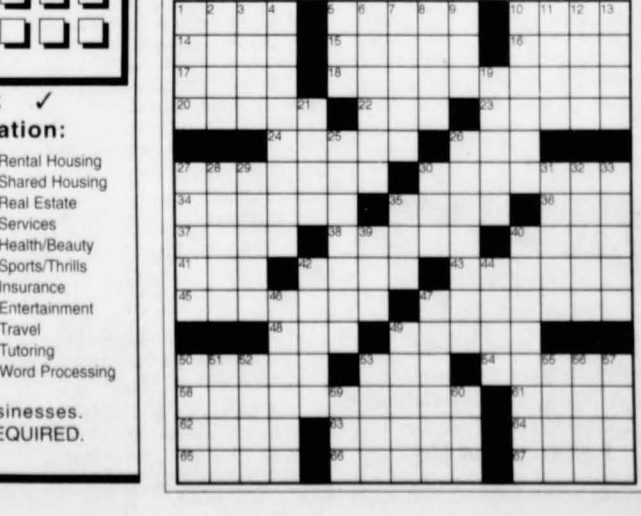 ✓
ation:
Rental Housing
Shared Housing
Real Estate
Services
Health/Beauty
Sports/Thrills
Insurance
Entertainment
Travel
Tutoring
Word Processing
sinesses.
EQUIRED.
1 2 3 4 5 6 7 8 9 10 11 12 13
14 15 16
17 18 19
20 21 22 23
24 25 26
27 28 29 30 31 32 33
34 35 36
37 38 39 40
41 42 43 44
45 46 47
48 49
50 51 52 53 54 55 56 57
58 59 60 61
62 63 64
65 66 67